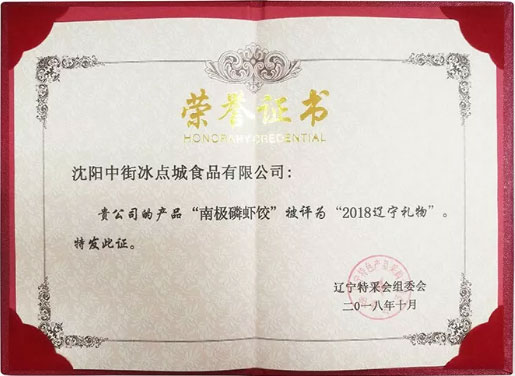 荣誉证书
HONORARY CREDENTIAL
沈阳中街冰点城食品有限公司：
贵公司的产品“南极磷虾饺”被评为“2018辽宁礼物”。
特发此证。
辽宁特采会组委会
二〇一八年十月